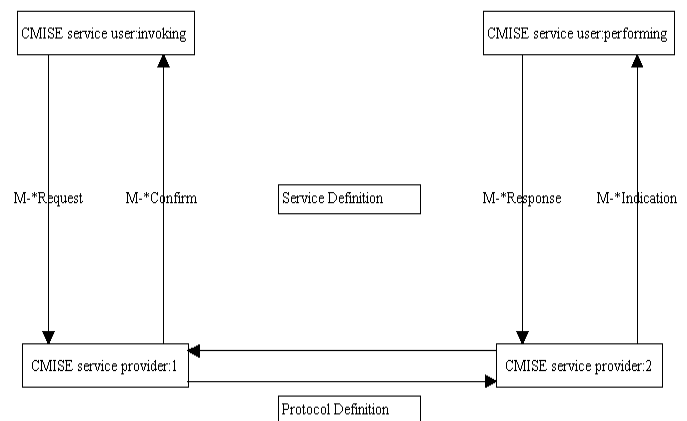 CMISE service user:invoking
CMISE service user:performing
M-*Request
M-*Confirm
Service Definition
M-*Response
M-*Indication
CMISE service provider:1
CMISE service provider:2
Protocol Definition